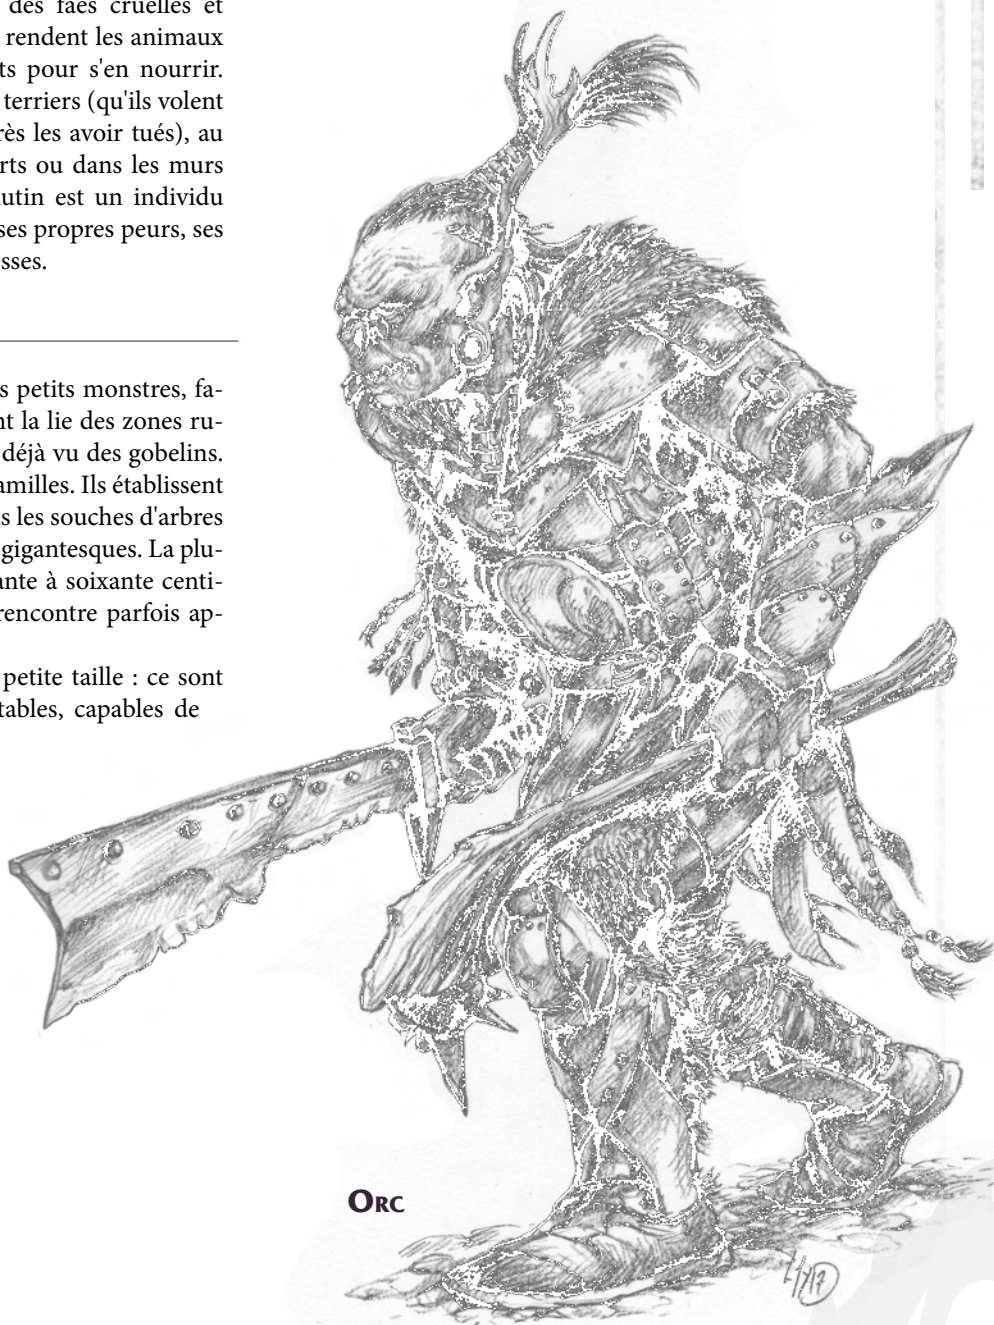 des faes cruelles et
rendent les animaux
ts pour s'en nourrir.
terriers (qu'ils volent
rès les avoir tués), au
rts ou dans les murs
utin est un individu
ses propres peurs, ses
sses.
s petits monstres, fa-
nt la lie des zones ru-
déjà vu des gobelins.
amilles. Ils établissent
s les souches d'arbres
gigantesques. La plu-
ante à soixante centi-
rencontre parfois ap-
petite taille : ce sont
tables, capables de
Orc